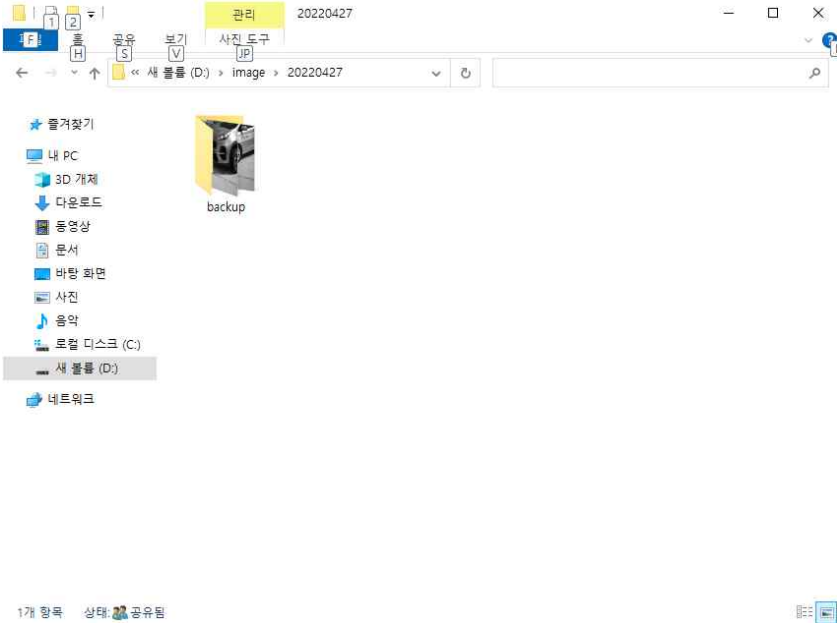 관리 20220427
1 2
F 홈 공유 보기 사진 도구
H S V JP
« 새 볼륨 (D:) › image › 20220427
즐겨찾기
내 PC
3D 개체
다운로드
동영상
문서
바탕 화면
사진
음악
로컬 디스크 (C:)
새 볼륨 (D:)
네트워크
backup
1개 항목 상태: 공유됨